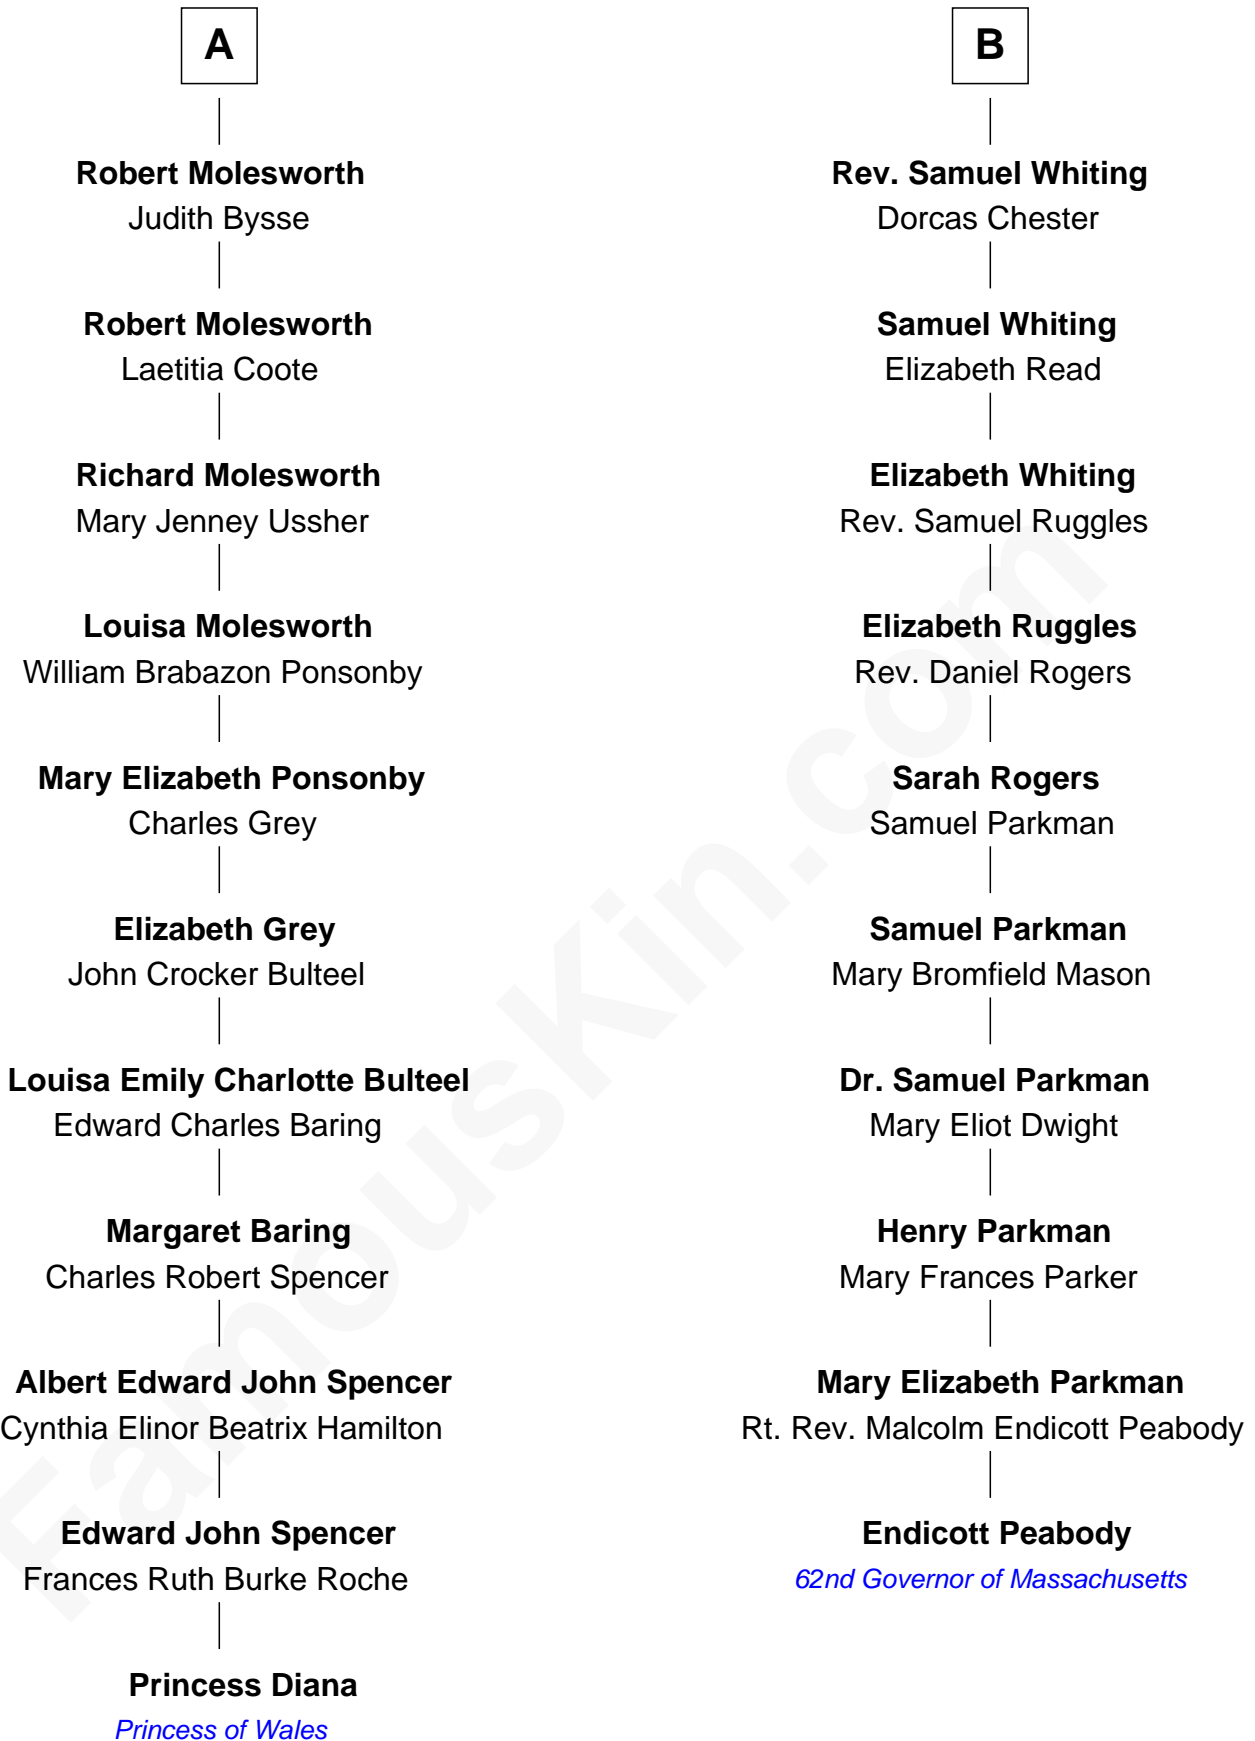 A
Robert Molesworth
Judith Bysse
Robert Molesworth
Laetitia Coote
Richard Molesworth
Mary Jenney Ussher
Louisa Molesworth
William Brabazon Ponsonby
Mary Elizabeth Ponsonby
Charles Grey
Elizabeth Grey
John Crocker Bulteel
Louisa Emily Charlotte Bulteel
Edward Charles Baring
Margaret Baring
Charles Robert Spencer
Albert Edward John Spencer
Cynthia Elinor Beatrix Hamilton
Edward John Spencer
Frances Ruth Burke Roche
Princess Diana
Princess of Wales
B
Rev. Samuel Whiting
Dorcas Chester
Samuel Whiting
Elizabeth Read
Elizabeth Whiting
Rev. Samuel Ruggles
Elizabeth Ruggles
Rev. Daniel Rogers
Sarah Rogers
Samuel Parkman
Samuel Parkman
Mary Bromfield Mason
Dr. Samuel Parkman
Mary Eliot Dwight
Henry Parkman
Mary Frances Parker
Mary Elizabeth Parkman
Rt. Rev. Malcolm Endicott Peabody
Endicott Peabody
62nd Governor of Massachusetts
FamousKin.com